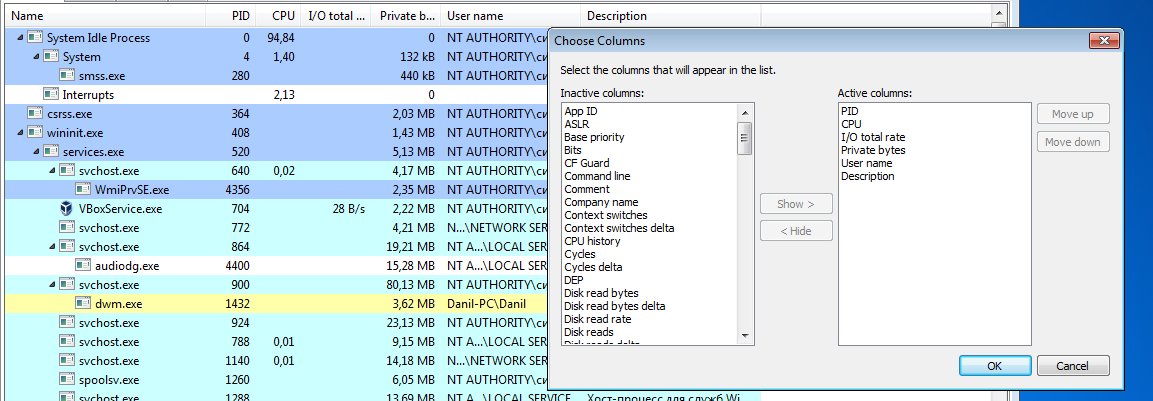 Name PID CPU I/O total ... Private b... User name Description
System Idle Process 0 94,84 0 NT AUTHORITY\си
System 4 1,40 132 kB NT AUTHORITY\си
smss.exe 280 440 kB NT AUTHORITY\си
Interrupts 2,13 0
csrss.exe 364 2,03 MB NT AUTHORITY\си
wininit.exe 408 1,43 MB NT AUTHORITY\си
services.exe 520 5,13 MB NT AUTHORITY\си
svchost.exe 640 0,02 4,17 MB NT AUTHORITY\си
WmiPrvSE.exe 4356 2,35 MB NT AUTHORITY\си
VBoxService.exe 704 28 B/s 2,22 MB NT AUTHORITY\си
svchost.exe 772 4,21 MB N...\NETWORK SER
svchost.exe 864 19,21 MB NT A...\LOCAL SER
audiodg.exe 4400 15,28 MB NT A...\LOCAL SER
svchost.exe 900 80,13 MB NT AUTHORITY\си
dwm.exe 1432 3,62 MB Danil-PC\Danil
svchost.exe 924 23,13 MB NT AUTHORITY\си
svchost.exe 788 0,01 9,15 MB NT A...\LOCAL SER
svchost.exe 1140 0,01 14,18 MB N...\NETWORK SER
spoolsv.exe 1260 6,05 MB NT AUTHORITY\си
svchost.exe 1288 13,69 MB NT A...\LOCAL SERVICE Хост-процесс для служб Wi...
Choose Columns
Select the columns that will appear in the list.
Inactive columns:
App ID
ASLR
Base priority
Bits
CF Guard
Command line
Comment
Company name
Context switches
Context switches delta
CPU history
Cycles
Cycles delta
DEP
Disk read bytes
Disk read bytes delta
Disk read rate
Disk reads
Disk reads delta
Show >
< Hide
Active columns:
PID
CPU
I/O total rate
Private bytes
User name
Description
Move up
Move down
OK
Cancel